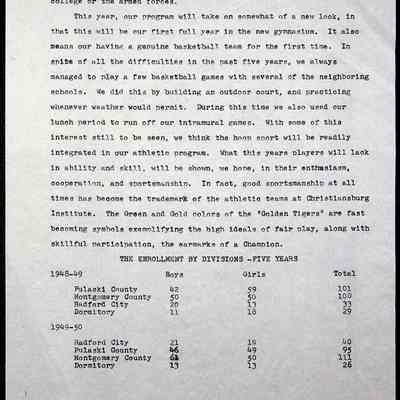 college or the armed forces.
This year, our program will take on somewhat of a new look, in
that this will be our first full year in the new gymnasium. It also
means our having a genuine basketball team for the first time. In
spite of all the difficulties in the past five years, we always
managed to play a few basketball games with several of the neighboring
schools. We did this by building an outdoor court, and practicing
whenever weather would permit. During this time we also used our
lunch period to run off our intramural games. With some of this
interest still to be seen, we think the hoop sport will be readily
integrated in our athletic program. What this years players will lack
in ability and skill, will be shown, we hope, in their enthusiasm,
cooperation, and sportsmanship. In fact, good sportsmanship at all
times has become the trademark of the athletic teams at Christiansburg
Institute. The Green and Gold colors of the "Golden Tigers" are fast
becoming symbols exemplifying the high ideals of fair play, along with
skillful participation, the earmarks of a Champion.
THE ENROLLMENT BY DIVISIONS -FIVE YEARS
1948-49 Boys Girls Total
Pulaski County 42 59 101
Montgomery County 50 50 100
Radford City 20 13 33
Dormitory 11 18 29
1949-50
Radford City 21 19 40
Pulaski County 46 49 95
Montgomery County 61 50 111
Dormitory 13 13 26